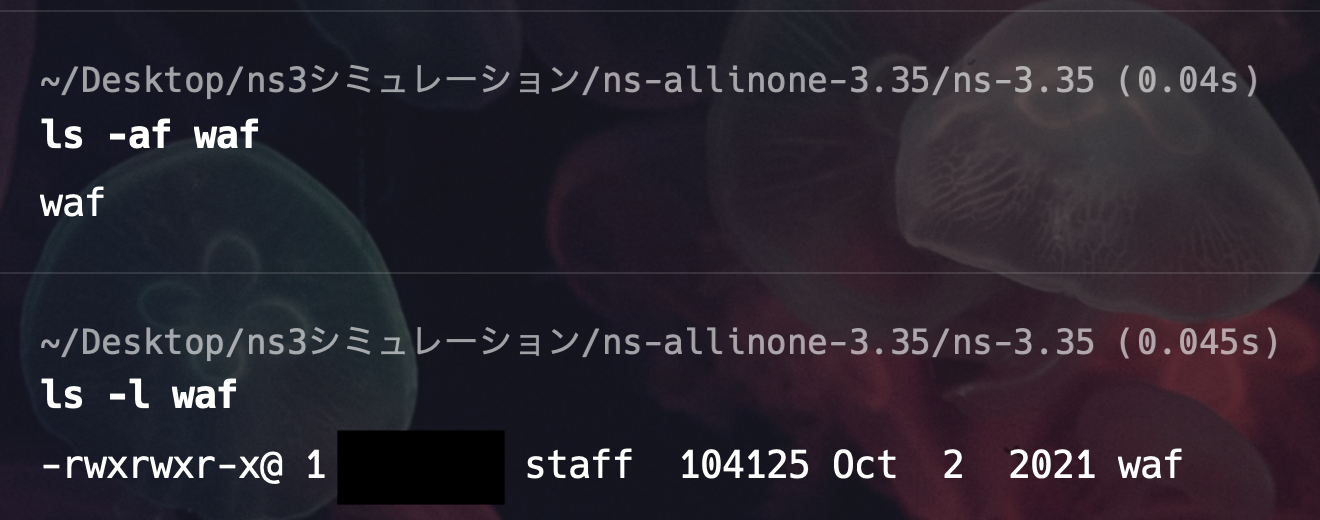 ~/Desktop/ns3シミュレーション/ns-allinone-3.35/ns-3.35 (0.04s)
ls -af waf
waf
~/Desktop/ns3シミュレーション/ns-allinone-3.35/ns-3.35 (0.045s)
ls -l waf
-rwxrwxr-x@ 1 staff 104125 Oct 2 2021 waf